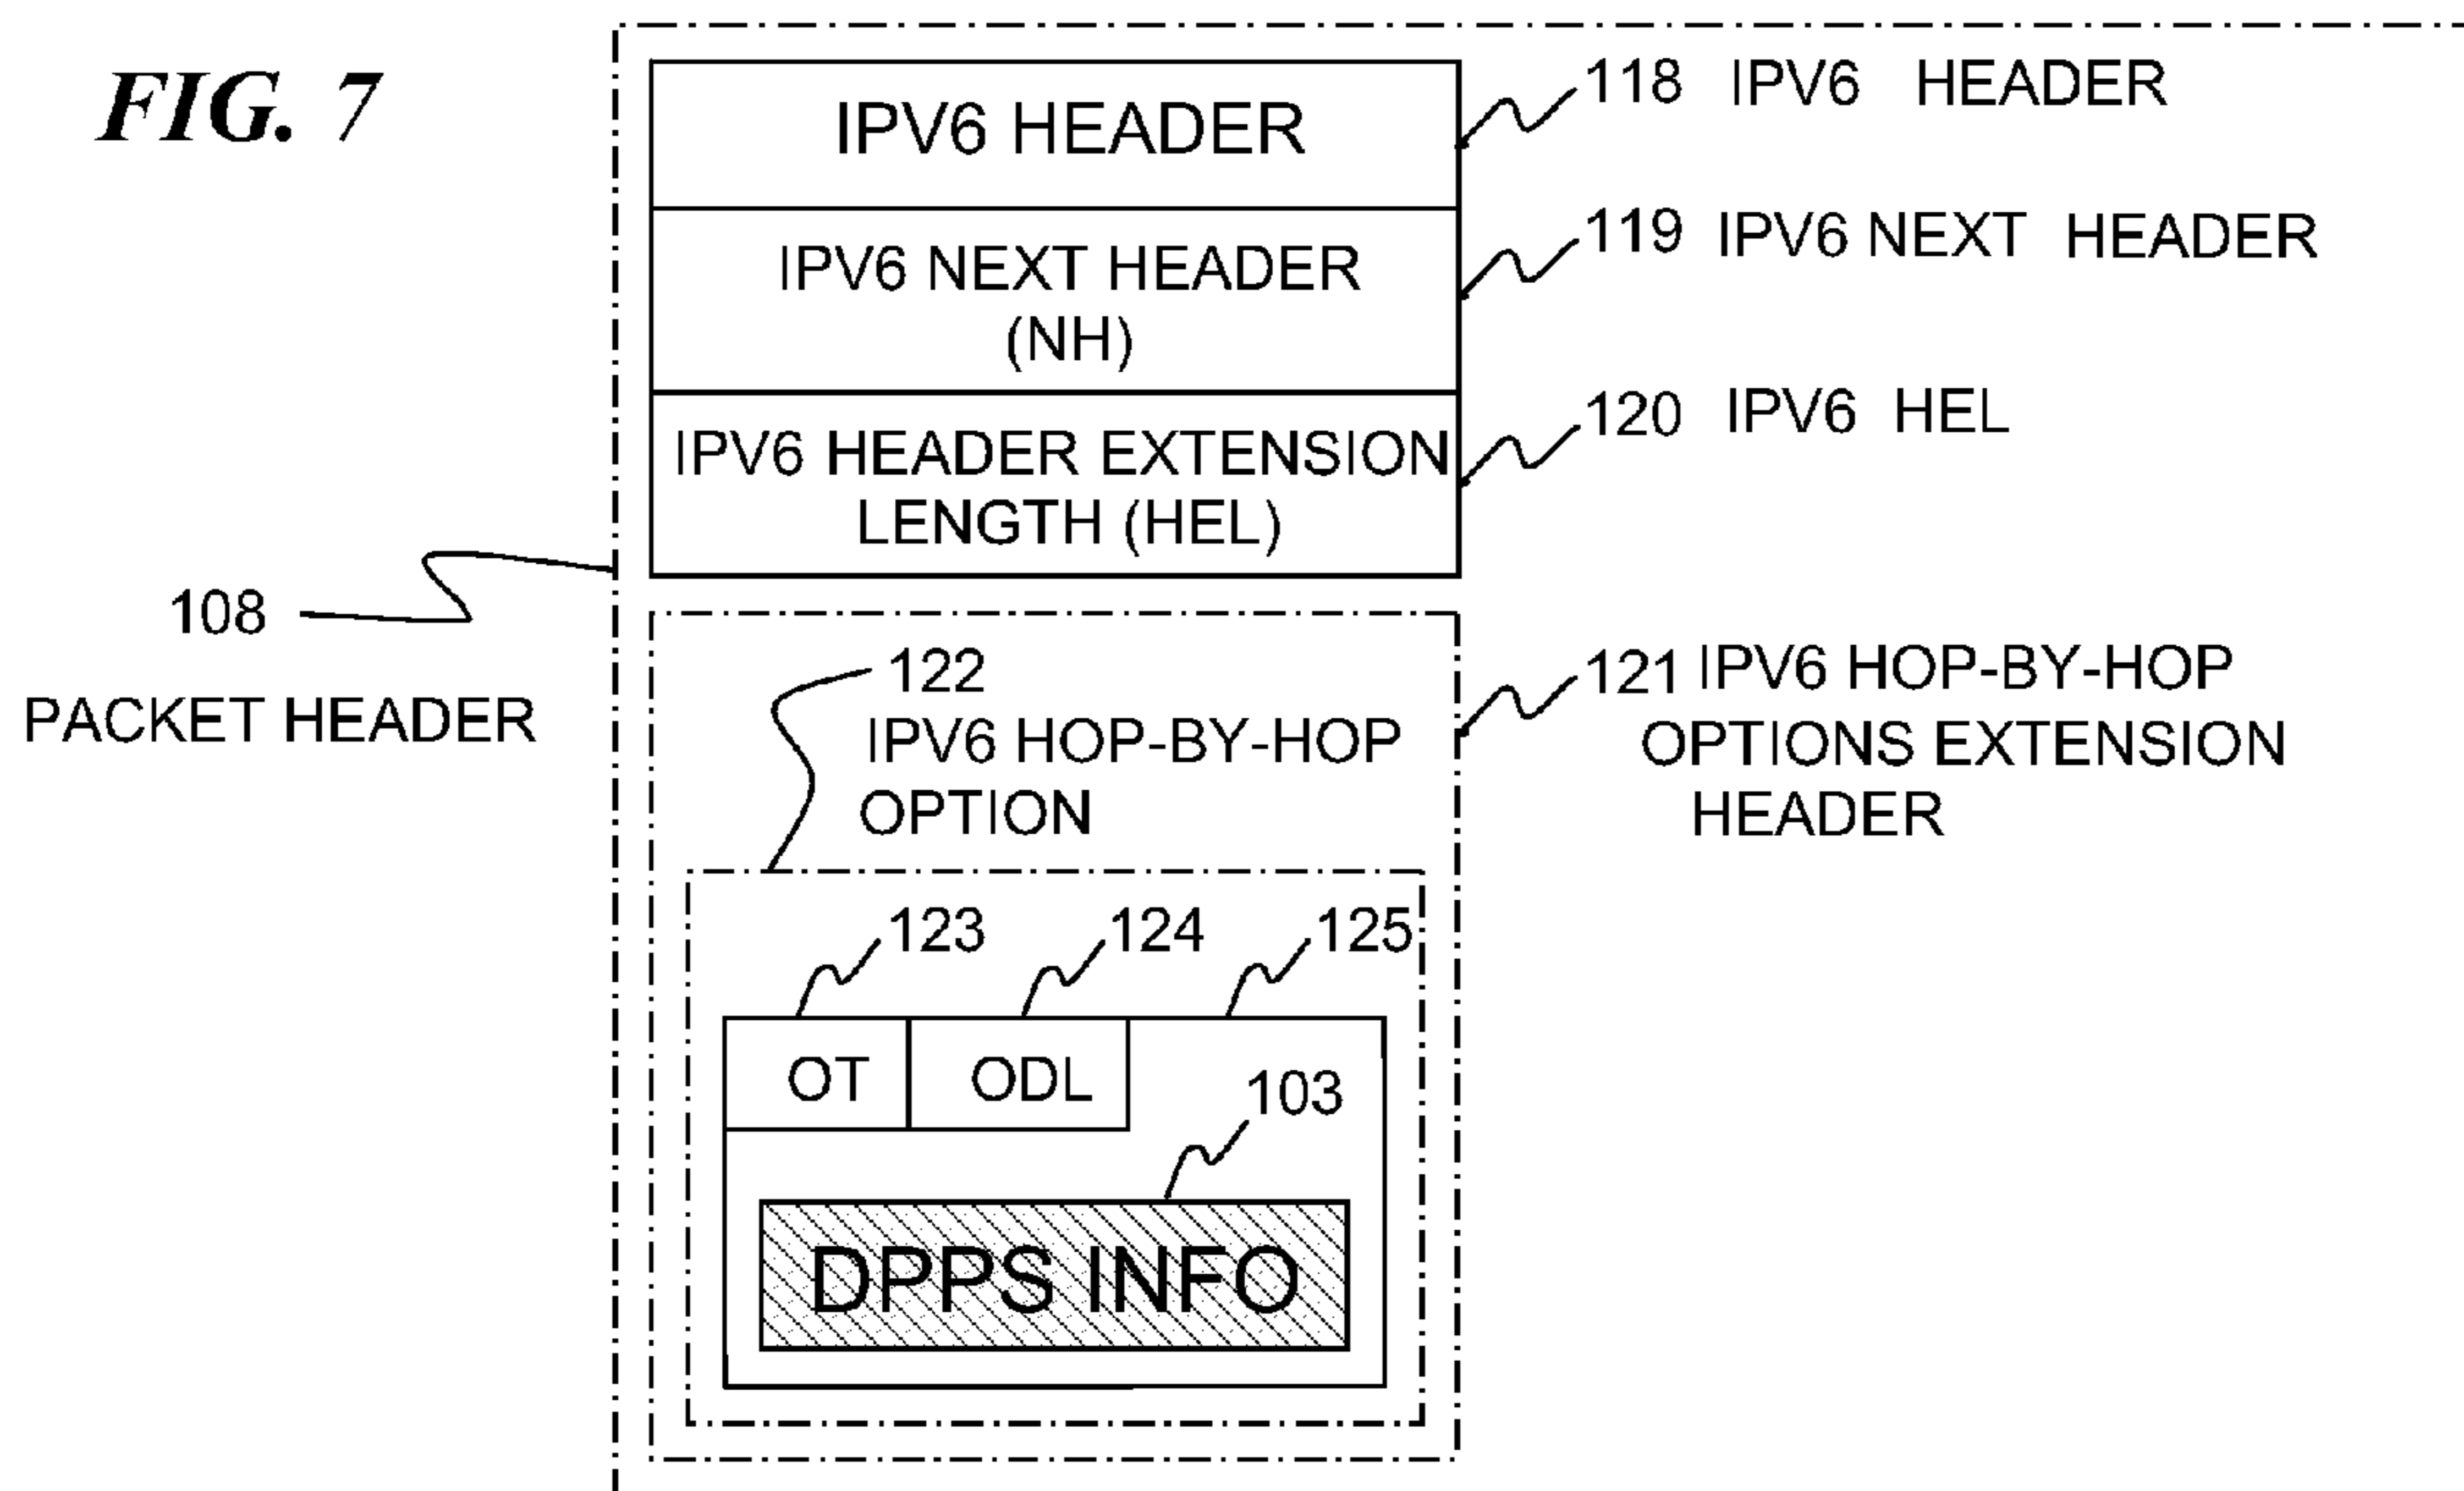 FIG. 7
IPV6 HEADER
118 IPV6 HEADER
IPV6 NEXT HEADER
(NH)
119 IPV6 NEXT HEADER
IPV6 HEADER EXTENSION
LENGTH (HEL)
120 IPV6 HEL
108
PACKET HEADER
122
IPV6 HOP-BY-HOP
OPTION
121 IPV6 HOP-BY-HOP
OPTIONS EXTENSION
HEADER
123
124
125
OT
ODL
103
DPPS INFO